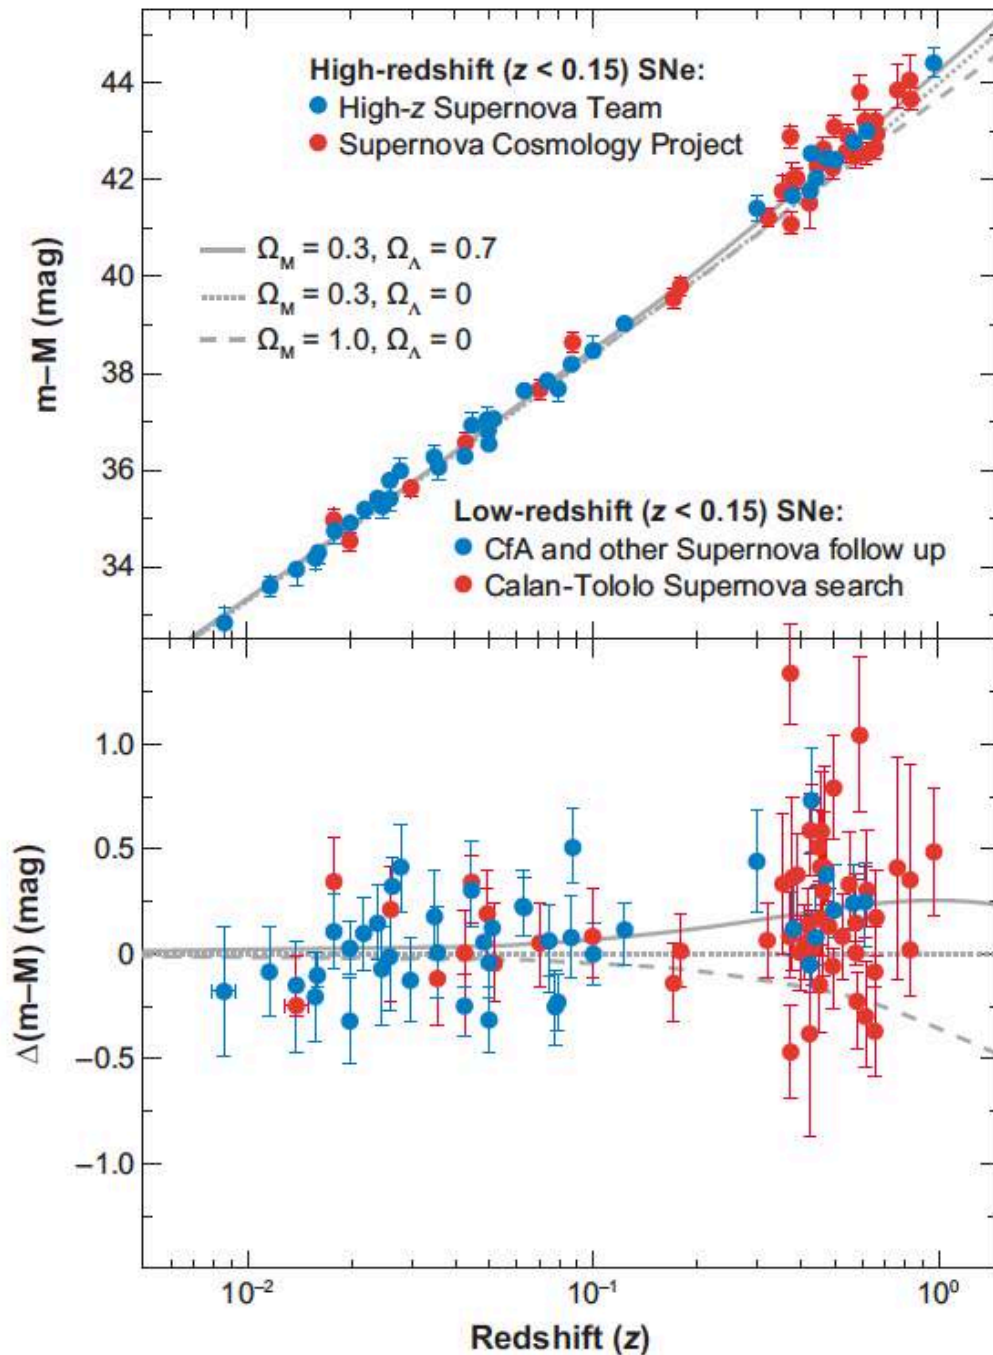 High-redshift (z < 0.15) SNe:
High-z Supernova Team
Supernova Cosmology Project
Ω_M = 0.3, Ω_Λ = 0.7
Ω_M = 0.3, Ω_Λ = 0
Ω_M = 1.0, Ω_Λ = 0
Low-redshift (z < 0.15) SNe:
CfA and other Supernova follow up
Calan-Tololo Supernova search
m–M (mag)
44
42
40
38
36
34
Δ(m–M) (mag)
1.0
0.5
0
–0.5
–1.0
10⁻² 10⁻¹ 10⁰
Redshift (z)